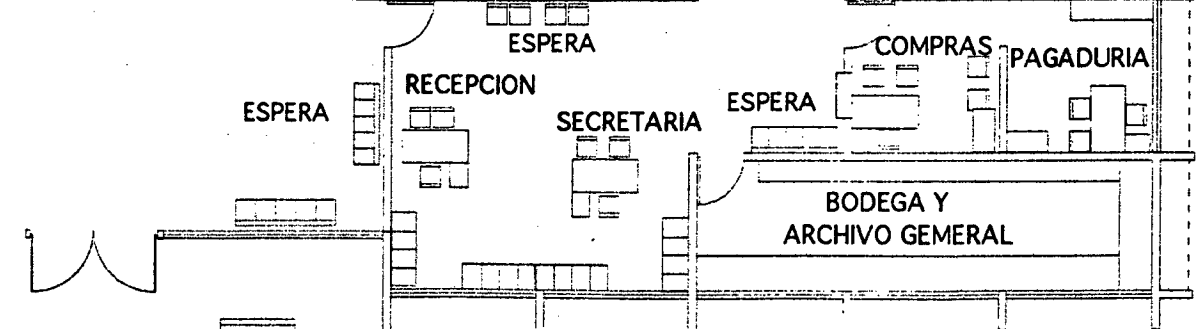 ESPERA
COMPRAS
PAGADURIA
RECEPCION
ESPERA
ESPERA
SECRETARIA
BODEGA Y
ARCHIVO GEMERAL